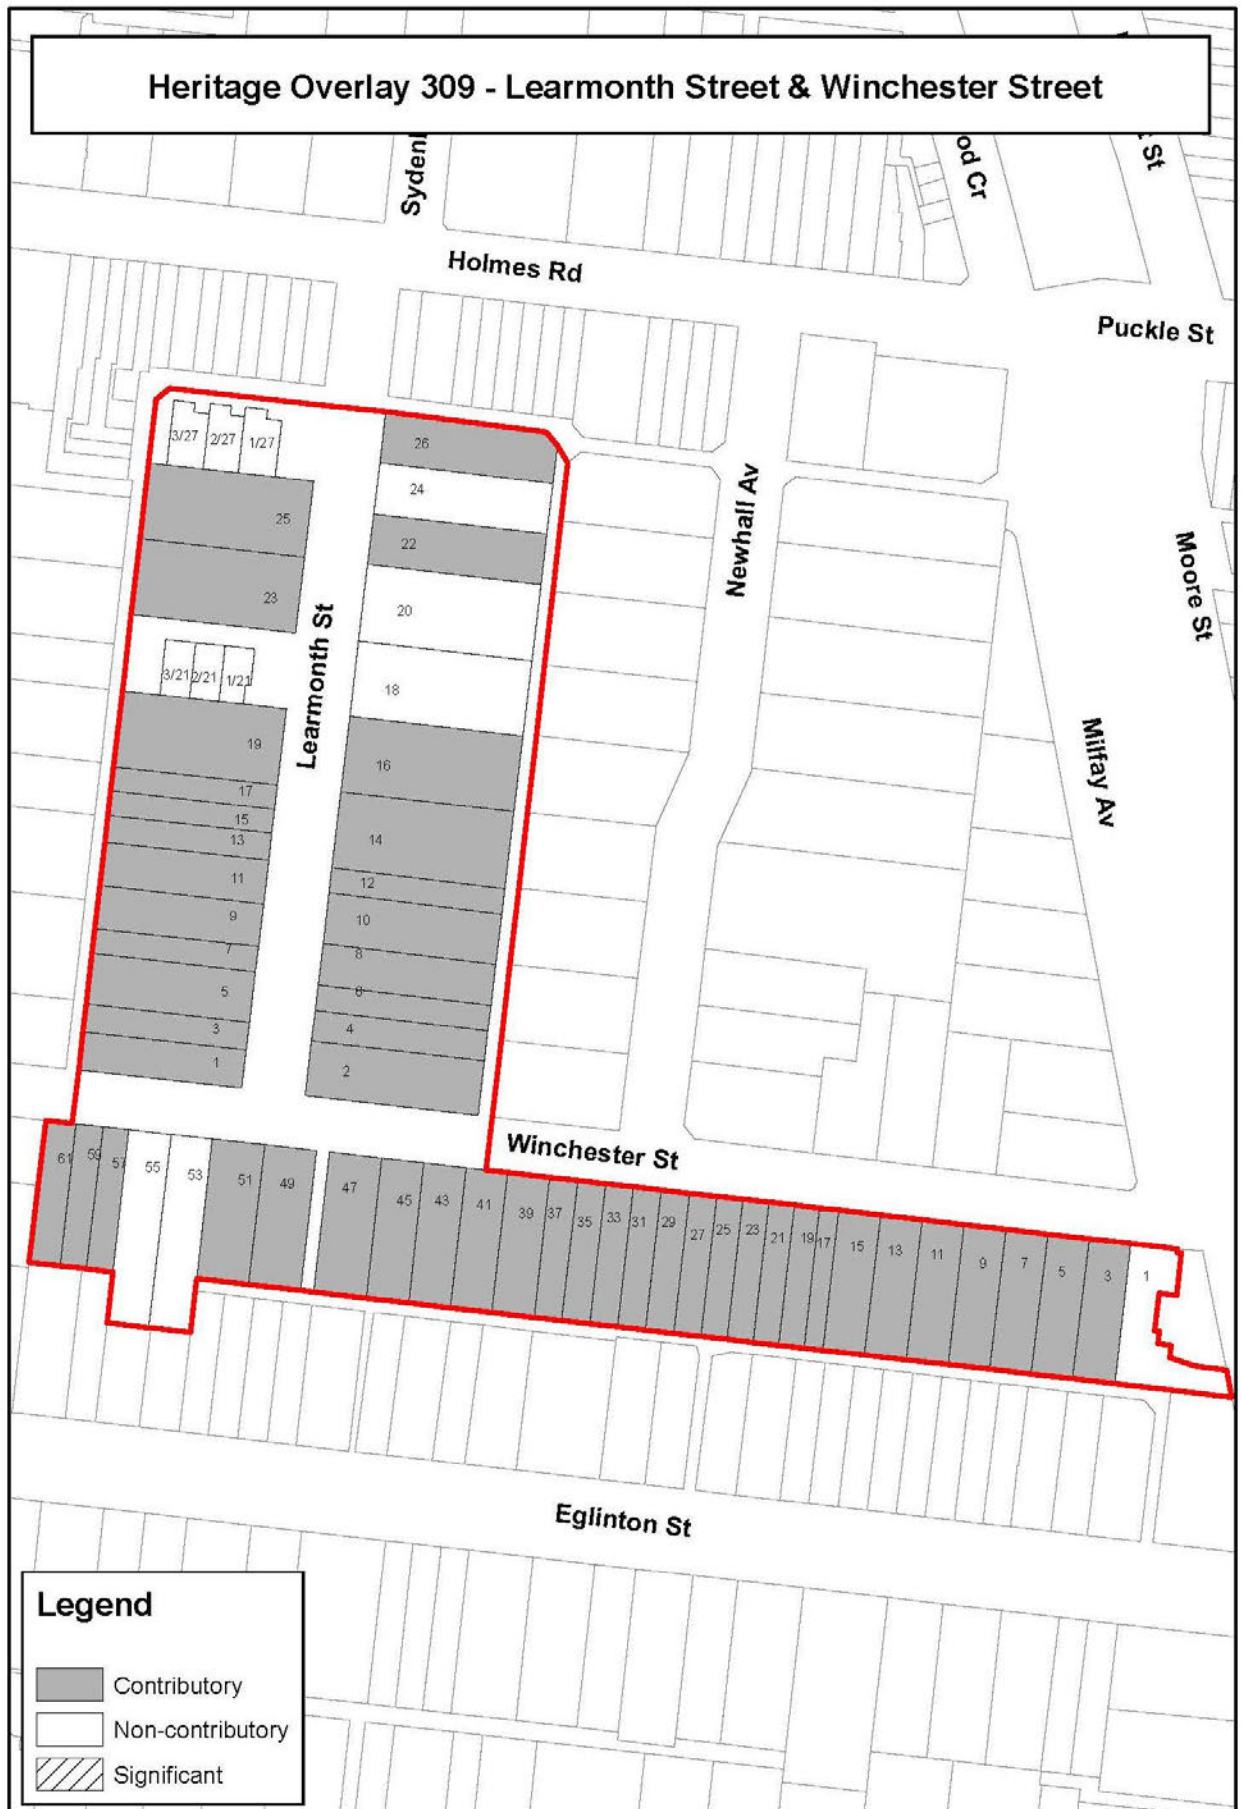 Heritage Overlay 309 - Learmonth Street & Winchester Street
od Cr
St
Holmes Rd
Puckle St
Newhall Av
Moore St
Learmonth St
Milfay Av
3/27 2/27 1/27
26
24
25
22
23
20
3/21 2/21 1/21
18
19
16
17
15
14
13
12
11
10
9
8
7
6
5
4
3
2
1
Winchester St
61 59 57 55 53 51 49 47 45 43 41 39 37 35 33 31 29 27 25 23 21 19 17 15 13 11 9 7 5 3 1
Eglinton St
Legend
Contributory
Non-contributory
Significant